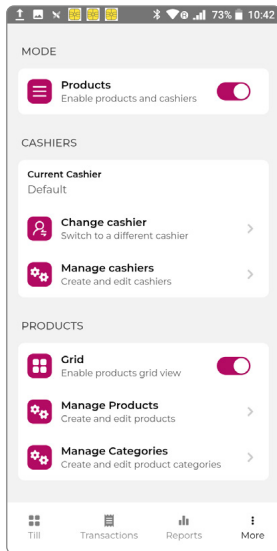 73% 10:42
MODE
Products
Enable products and cashiers
CASHIERS
Current Cashier
Default
Change cashier
Switch to a different cashier
Manage cashiers
Create and edit cashiers
PRODUCTS
Grid
Enable products grid view
Manage Products
Create and edit products
Manage Categories
Create and edit product categories
Till Transactions Reports More